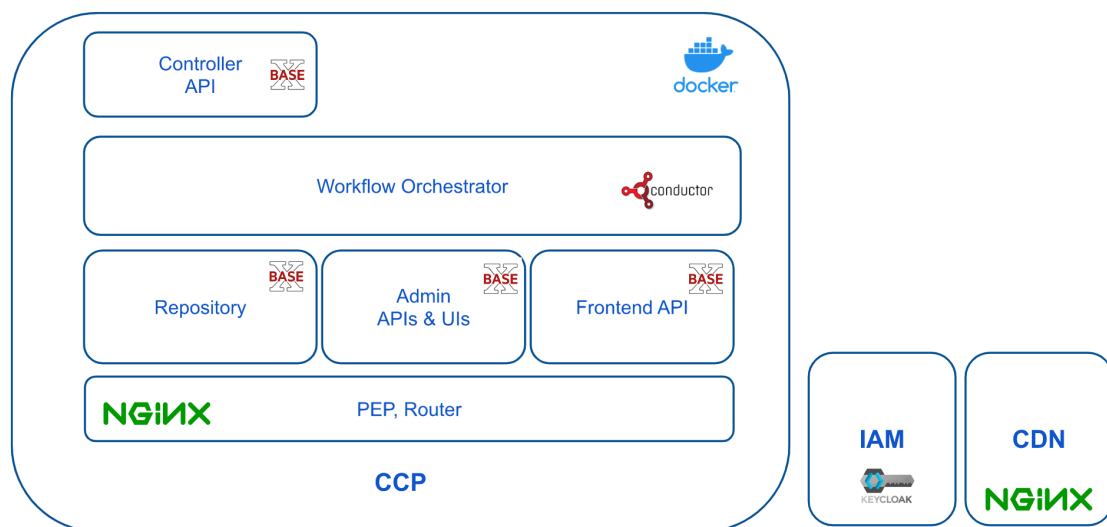 Controller
API
X
BASE
docker
Workflow Orchestrator
conductor
Repository
X
BASE
Admin
APIs & UIs
X
BASE
Frontend API
X
BASE
NGINX
PEP, Router
CCP
IAM
KEYCLOAK
CDN
NGINX